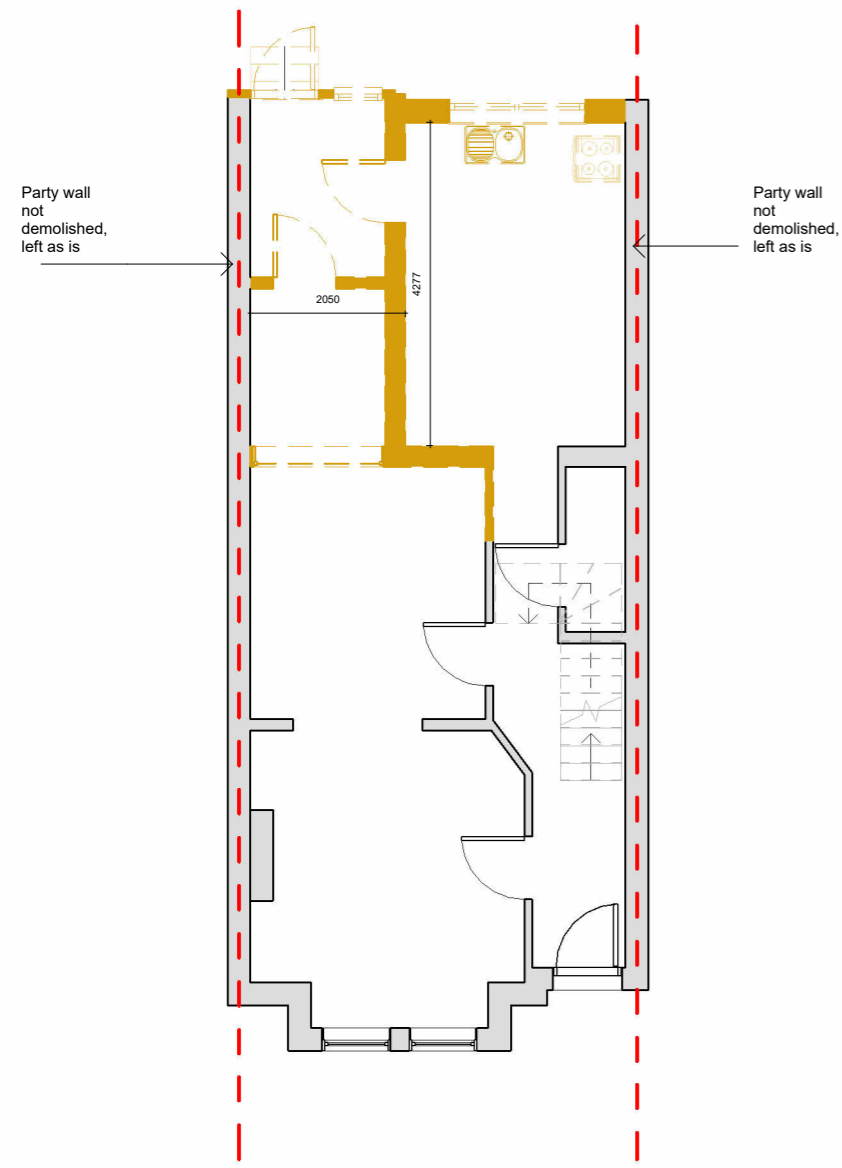 Party wall
not
demolished,
left as is
Party wall
not
demolished,
left as is
4277
2050